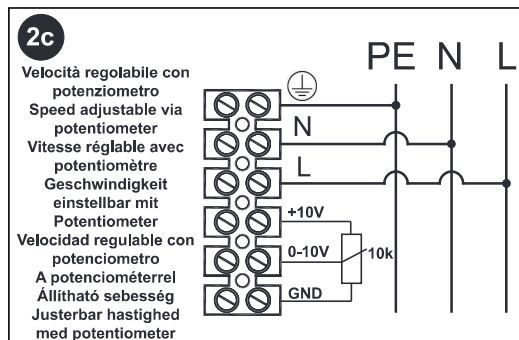 2c
Velocità regolabile con
potenziometro
Speed adjustable via
potentiometer
Vitesse réglable avec
potentiomètre
Geschwindigkeit
einstellbar mit
Potentiometer
Velocidad regulable con
potenciometro
A potenciométerrel
Állítható sebesség
Justerbar hastighed
med potentiometer
PE N L
N
L
+10V
0-10V
10k
GND